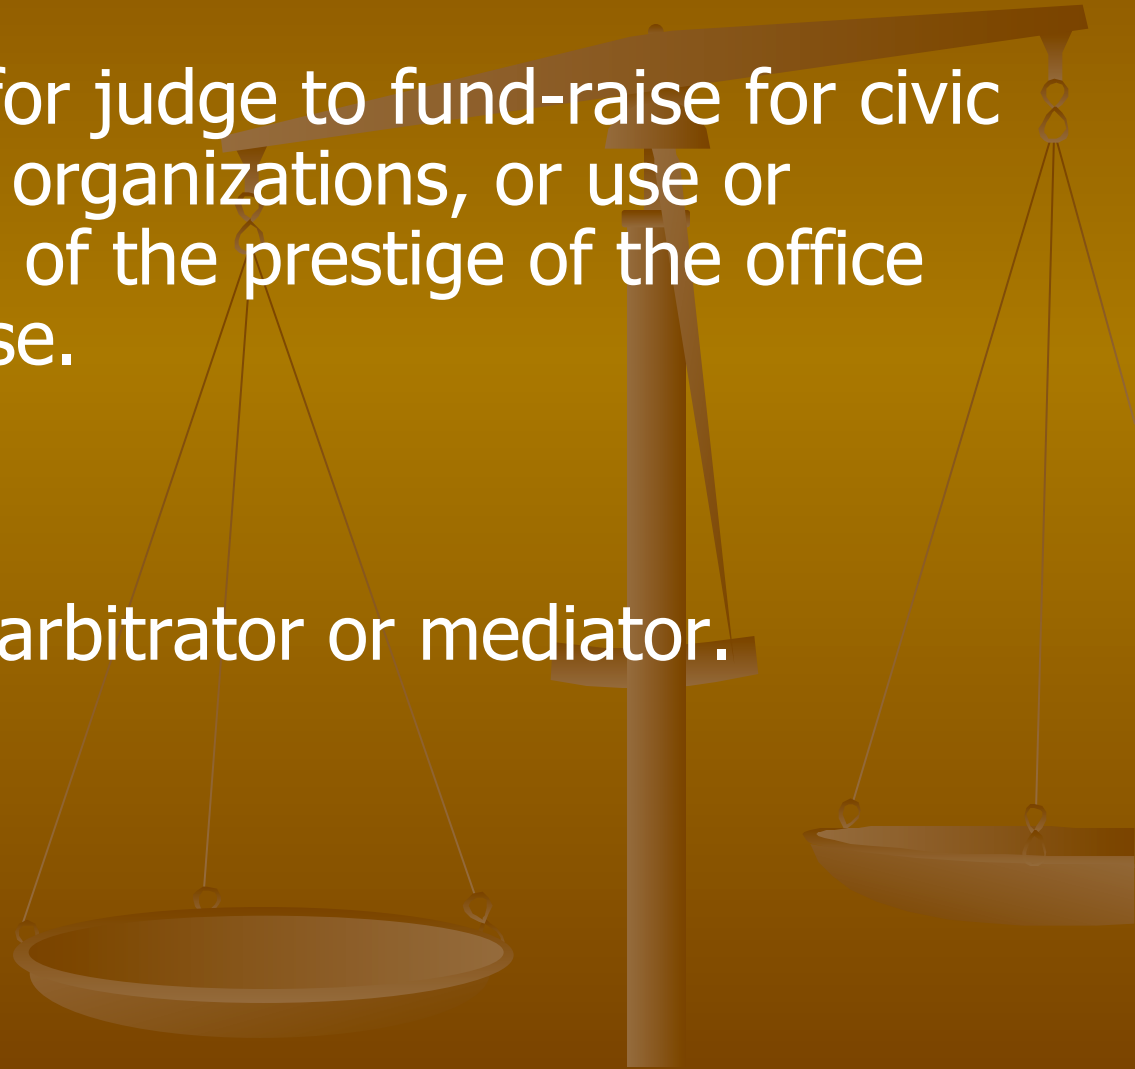 for judge to fund-raise for civic
organizations, or use or
of the prestige of the office
se.
arbitrator or mediator.